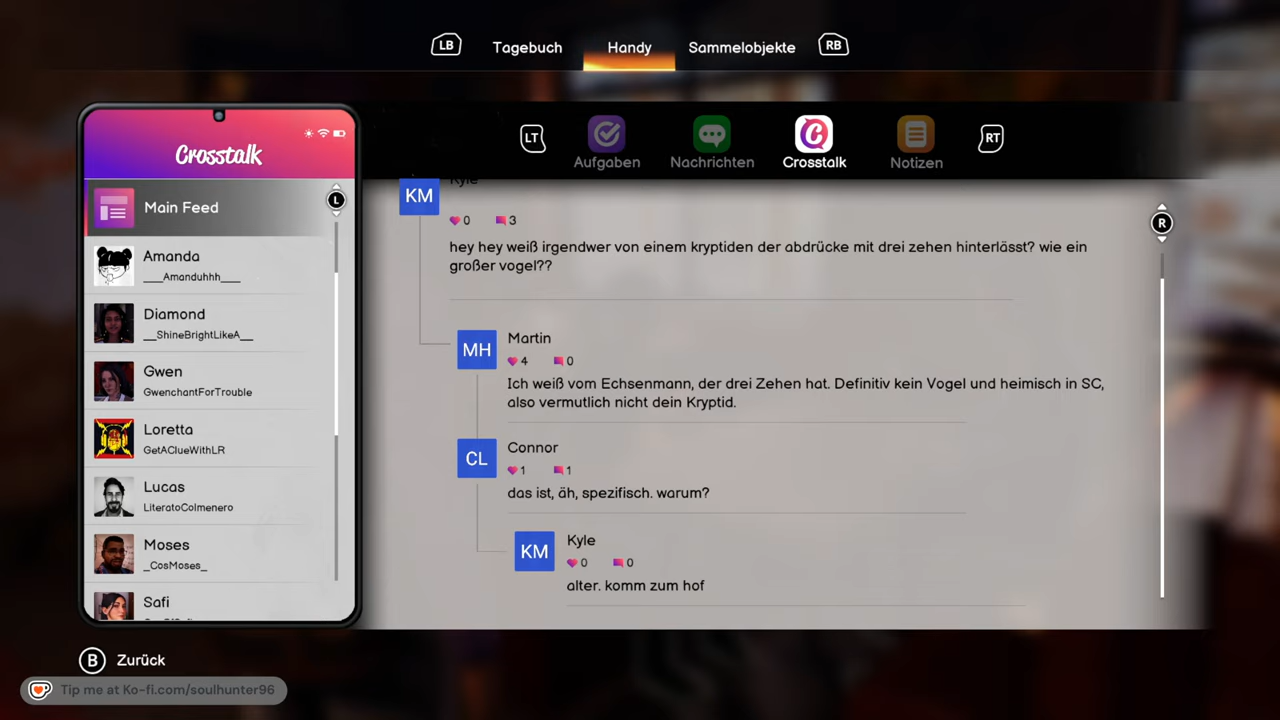 LB
Tagebuch
Handy
Sammelobjekte
RB
Crosstalk
Main Feed
L
Amanda
___Amanduhhh___
Diamond
__ShineBrightLikeA__
Gwen
GwenchantForTrouble
Loretta
GetAClueWithLR
Lucas
LiteratoColmenero
Moses
_CosMoses_
Safi
LT
Aufgaben
Nachrichten
Crosstalk
Notizen
RT
R
KM
Kyle
0 3
hey hey weiß irgendwer von einem kryptiden der abdrücke mit drei zehen hinterlässt? wie ein
großer vogel??
MH
Martin
4 0
Ich weiß vom Echsenmann, der drei Zehen hat. Definitiv kein Vogel und heimisch in SC,
also vermutlich nicht dein Kryptid.
CL
Connor
1 1
das ist, äh, spezifisch. warum?
KM
Kyle
0 0
alter. komm zum hof
B Zurück
Tip me at Ko-fi.com/soulhunter96